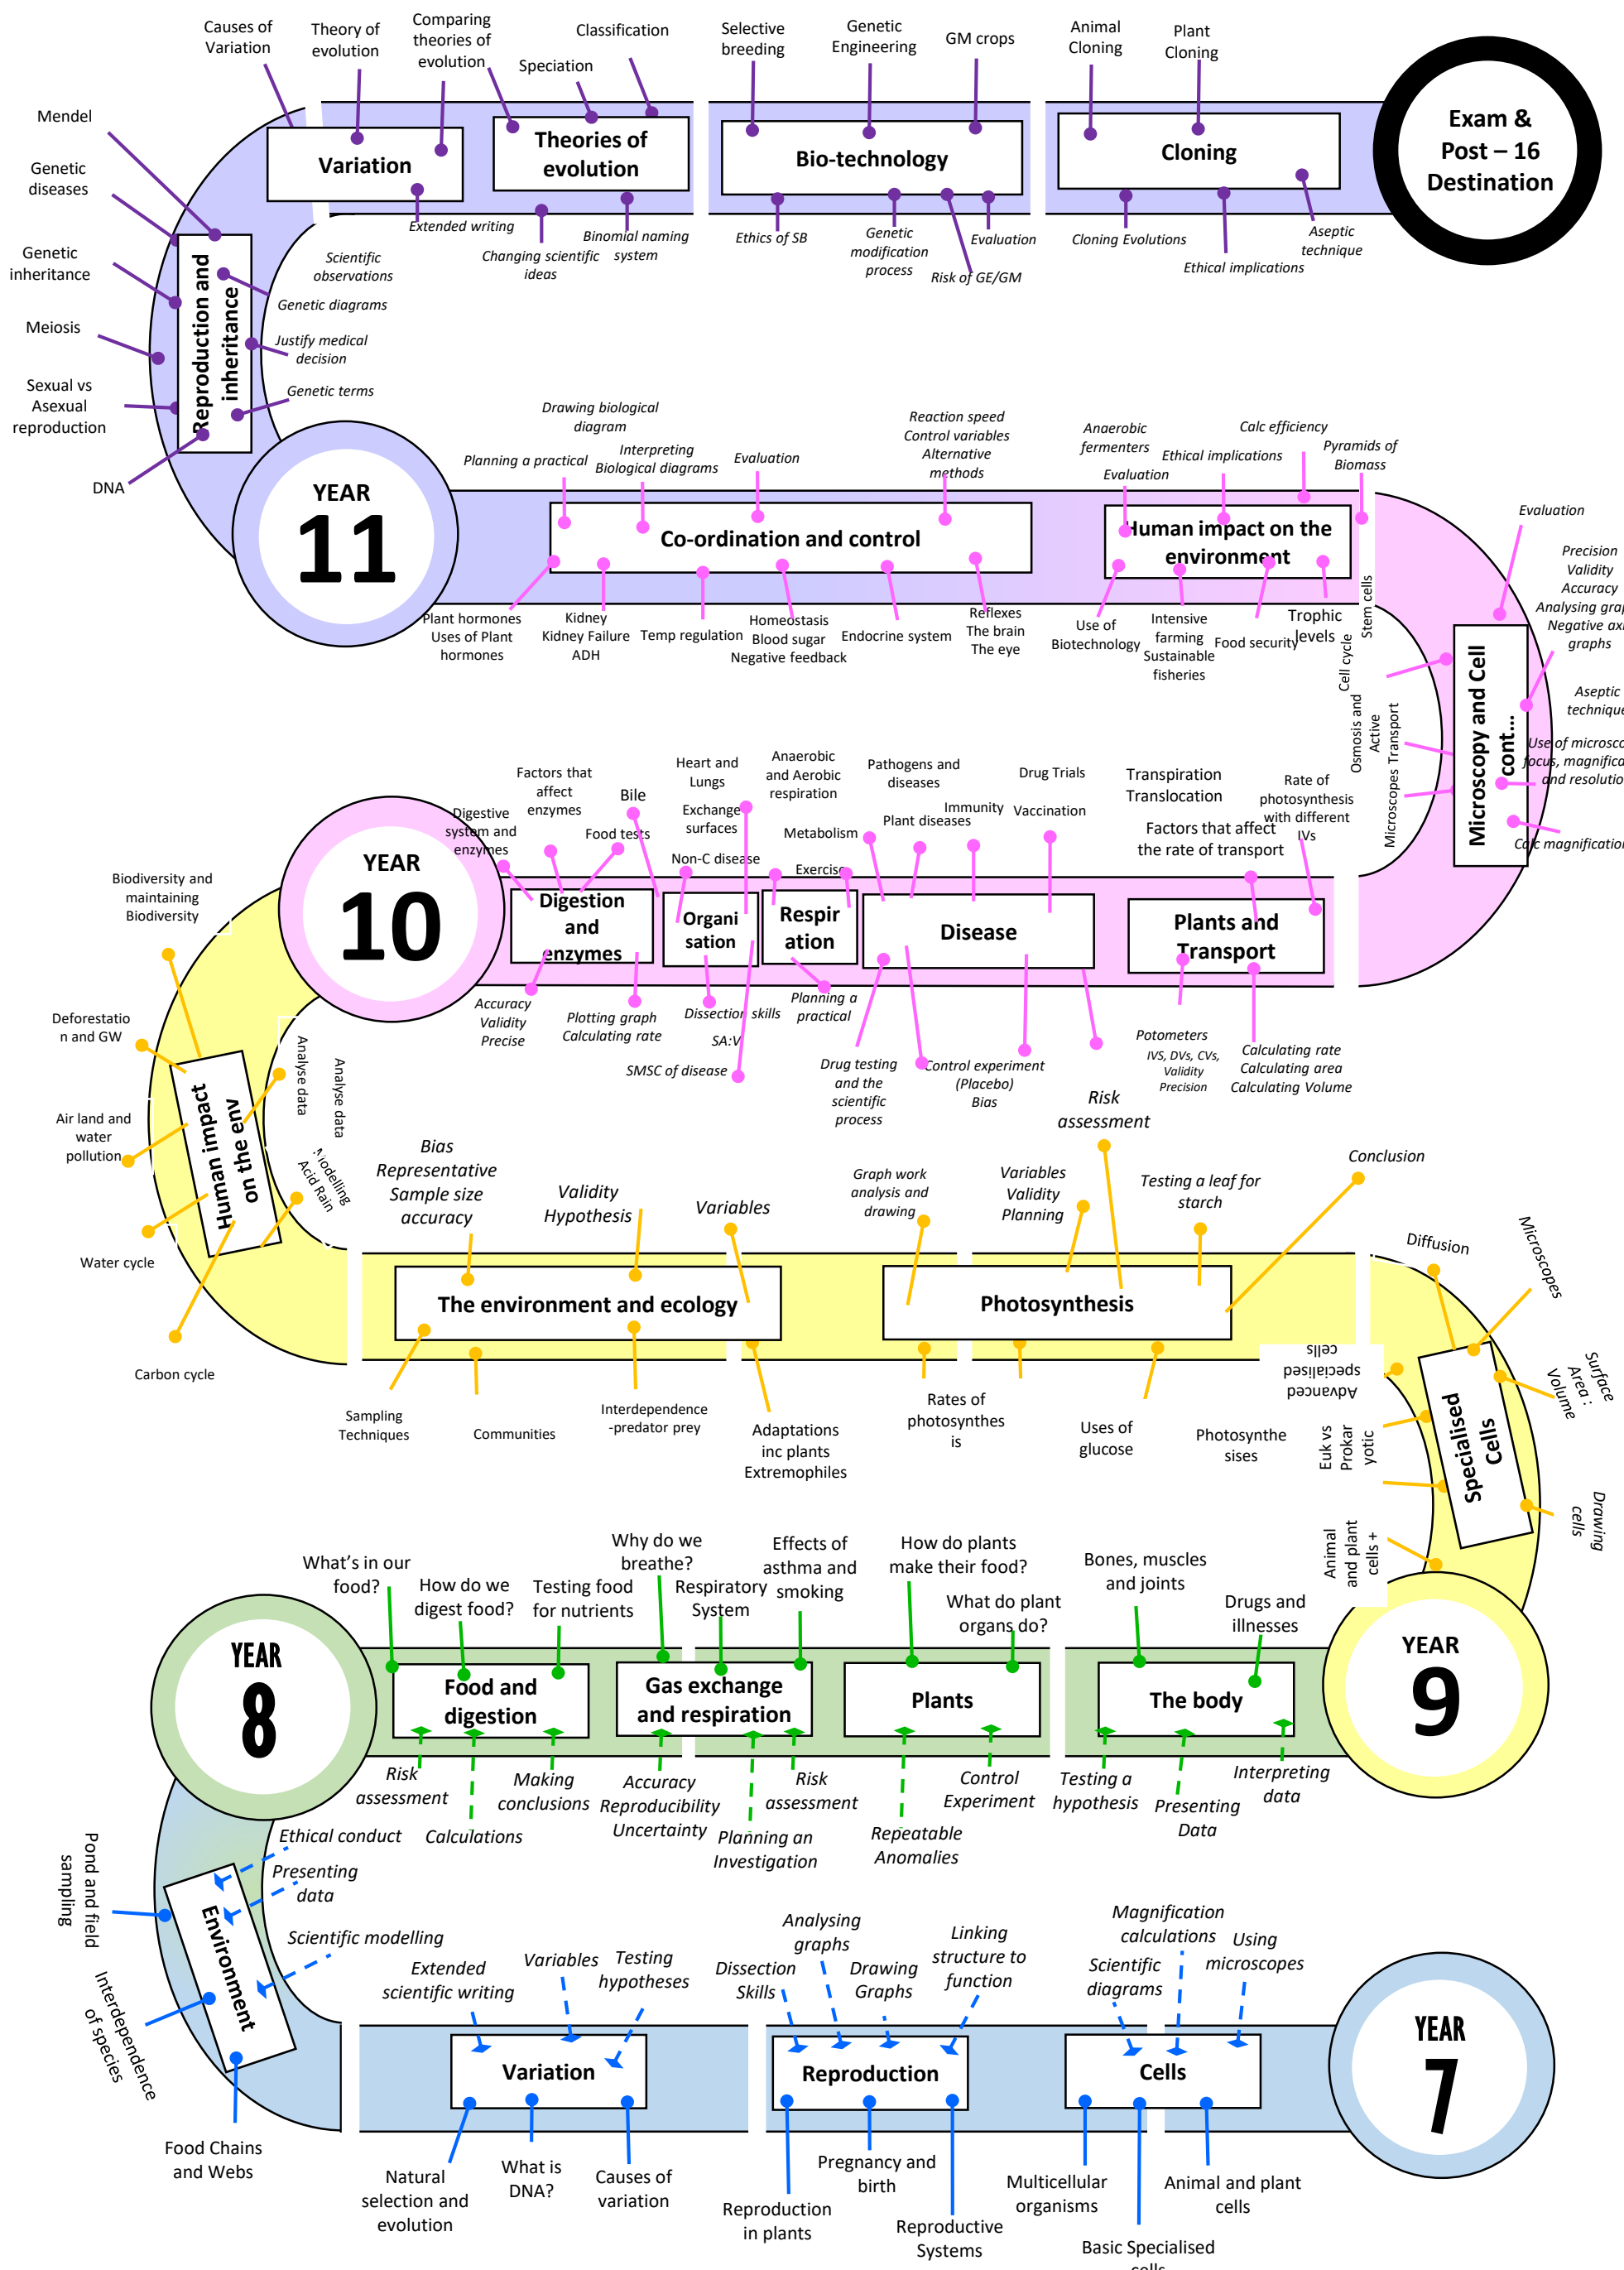 Causes of
Variation
Theory of
evolution
Comparing
theories of
evolution
Speciation
Classification
Selective
breeding
Genetic
Engineering
GM crops
Animal
Cloning
Plant
Cloning
Exam &
Post – 16
Destination
Variation
Theories of
evolution
Bio-technology
Cloning
Extended writing
Changing scientific
ideas
Binomial naming
system
Ethics of SB
Genetic
modification
process
Risk of GE/GM
Evaluation
Cloning Evolutions
Ethical implications
Aseptic
technique
Mendel
Genetic
diseases
Genetic
inheritance
Meiosis
Sexual vs
Asexual
reproduction
DNA
Reproduction and
inheritance
Scientific
observations
Genetic diagrams
Justify medical
decision
Genetic terms
YEAR
11
Drawing biological
diagram
Planning a practical
Interpreting
Biological diagrams
Evaluation
Reaction speed
Control variables
Alternative
methods
Anaerobic
fermenters
Evaluation
Ethical implications
Calc efficiency
Pyramids of
Biomass
Co-ordination and control
Human impact on the
environment
Plant hormones
Uses of Plant
hormones
Kidney
Kidney Failure
ADH
Temp regulation
Homeostasis
Blood sugar
Negative feedback
Endocrine system
Reflexes
The brain
The eye
Use of
Biotechnology
Intensive
farming
Sustainable
fisheries
Food security
Trophic
levels
Stem cells
Cell cycle
Osmosis and
Active
Transport
Microscopes
Microscopy and Cell
cont...
Evaluation
Precision
Validity
Accuracy
Analysing
Negative
graphs
Aseptic
Use of
focus,
and
Calc magnification
YEAR
10
Digestive
system and
enzymes
Factors that
affect
enzymes
Food tests
Bile
Heart and
Lungs
Exchange
surfaces
Non-C disease
Anaerobic
and Aerobic
respiration
Metabolism
Exercise
Pathogens and
diseases
Plant diseases
Immunity
Drug Trials
Vaccination
Transpiration
Translocation
Factors that affect
the rate of transport
Rate of
photosynthesis
with different
IVs
Digestion
and
enzymes
Organi
sation
Respir
ation
Disease
Plants and
Transport
Accuracy
Validity
Precise
Plotting graph
Calculating rate
Dissection skills
SA:V
SMSC of disease
Planning a
practical
Drug testing
and the
scientific
process
Control experiment
(Placebo)
Bias
Risk
assessment
Potometers
IVS, DVs, CVs,
Validity
Precision
Calculating rate
Calculating area
Calculating Volume
Biodiversity and
maintaining
Biodiversity
Deforestatio
n and GW
Air land and
water
pollution
Water cycle
Carbon cycle
Human impact
on the env
Analyse data
Analyse data
Modelling
Acid Rain
Bias
Representative
Sample size
accuracy
Validity
Hypothesis
Variables
Graph work
analysis and
drawing
Variables
Validity
Planning
Testing a leaf for
starch
Conclusion
The environment and ecology
Photosynthesis
Sampling
Techniques
Communities
Interdependence
-predator prey
Adaptations
inc plants
Extremophiles
Rates of
photosynthes
is
Uses of
glucose
Photosynthe
sises
Diffusion
Microscopes
Surface
Area :
Volume
Drawing
cells
Advanced
specialised
cells
Euk vs
Prokar
yotic
Animal
and plant
cells +
Specialised
Cells
YEAR
9
YEAR
8
What's in our
food?
How do we
digest food?
Testing food
for nutrients
Why do we
breathe?
Respiratory
System
Effects of
asthma and
smoking
How do plants
make their food?
What do plant
organs do?
Bones, muscles
and joints
Drugs and
illnesses
Food and
digestion
Gas exchange
and respiration
Plants
The body
Risk
assessment
Calculations
Making
conclusions
Accuracy
Reproducibility
Uncertainty
Planning an
Investigation
Risk
assessment
Repeatable
Anomalies
Control
Experiment
Testing a
hypothesis
Presenting
Data
Interpreting
data
Ethical conduct
Presenting
data
Scientific modelling
Environment
Pond and field
sampling
Interdependence
of species
Food Chains
and Webs
Extended
scientific writing
Variables
Testing
hypotheses
Dissection
Skills
Analysing
graphs
Drawing
Graphs
Linking
structure to
function
Scientific
diagrams
Magnification
calculations
Using
microscopes
Variation
Reproduction
Cells
YEAR
7
Natural
selection and
evolution
What is
DNA?
Causes of
variation
Reproduction
in plants
Pregnancy and
birth
Reproductive
Systems
Multicellular
organisms
Basic Specialised
Animal and plant
cells